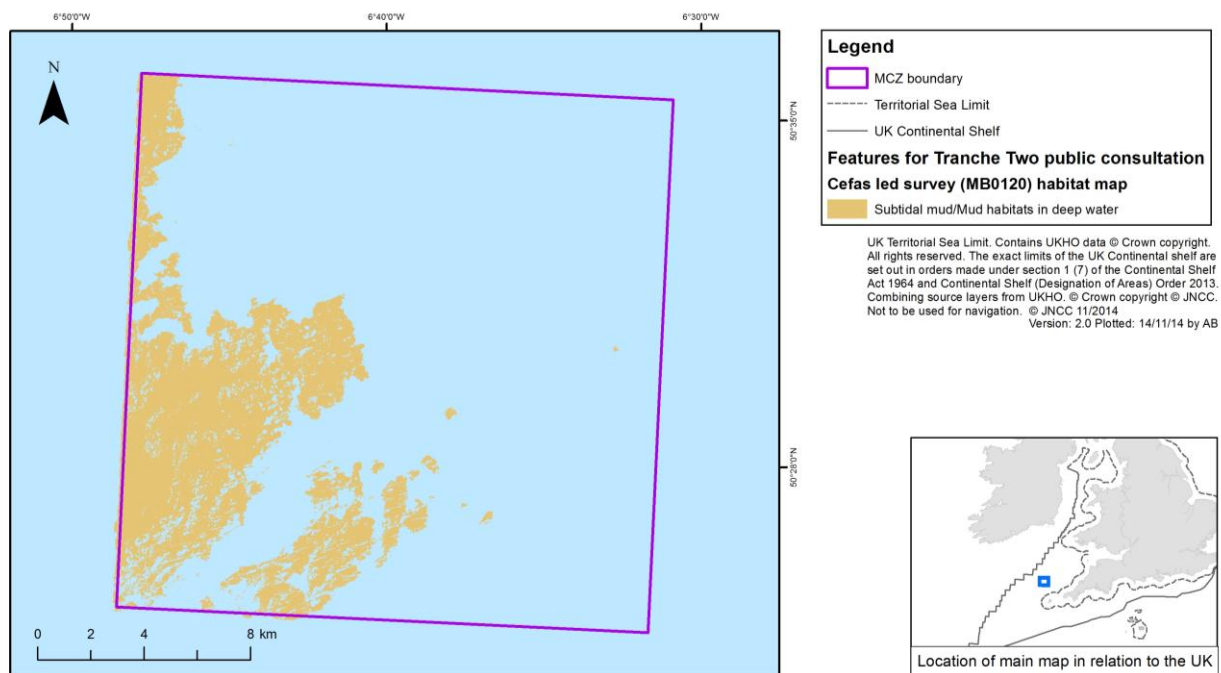 6°50'0"W
6°40'0"W
6°30'0"W
N
50°35'0"N
50°28'0"N
0 2 4 8 km
Legend
MCZ boundary
Territorial Sea Limit
UK Continental Shelf
Features for Tranche Two public consultation
Cefas led survey (MB0120) habitat map
Subtidal mud/Mud habitats in deep water
UK Territorial Sea Limit. Contains UKHO data © Crown copyright.
All rights reserved. The exact limits of the UK Continental shelf are
set out in orders made under section 1 (7) of the Continental Shelf
Act 1964 and Continental Shelf (Designation of Areas) Order 2013.
Combining source layers from UKHO. © Crown copyright © JNCC.
Not to be used for navigation. © JNCC 11/2014
Version: 2.0 Plotted: 14/11/14 by AB
Location of main map in relation to the UK